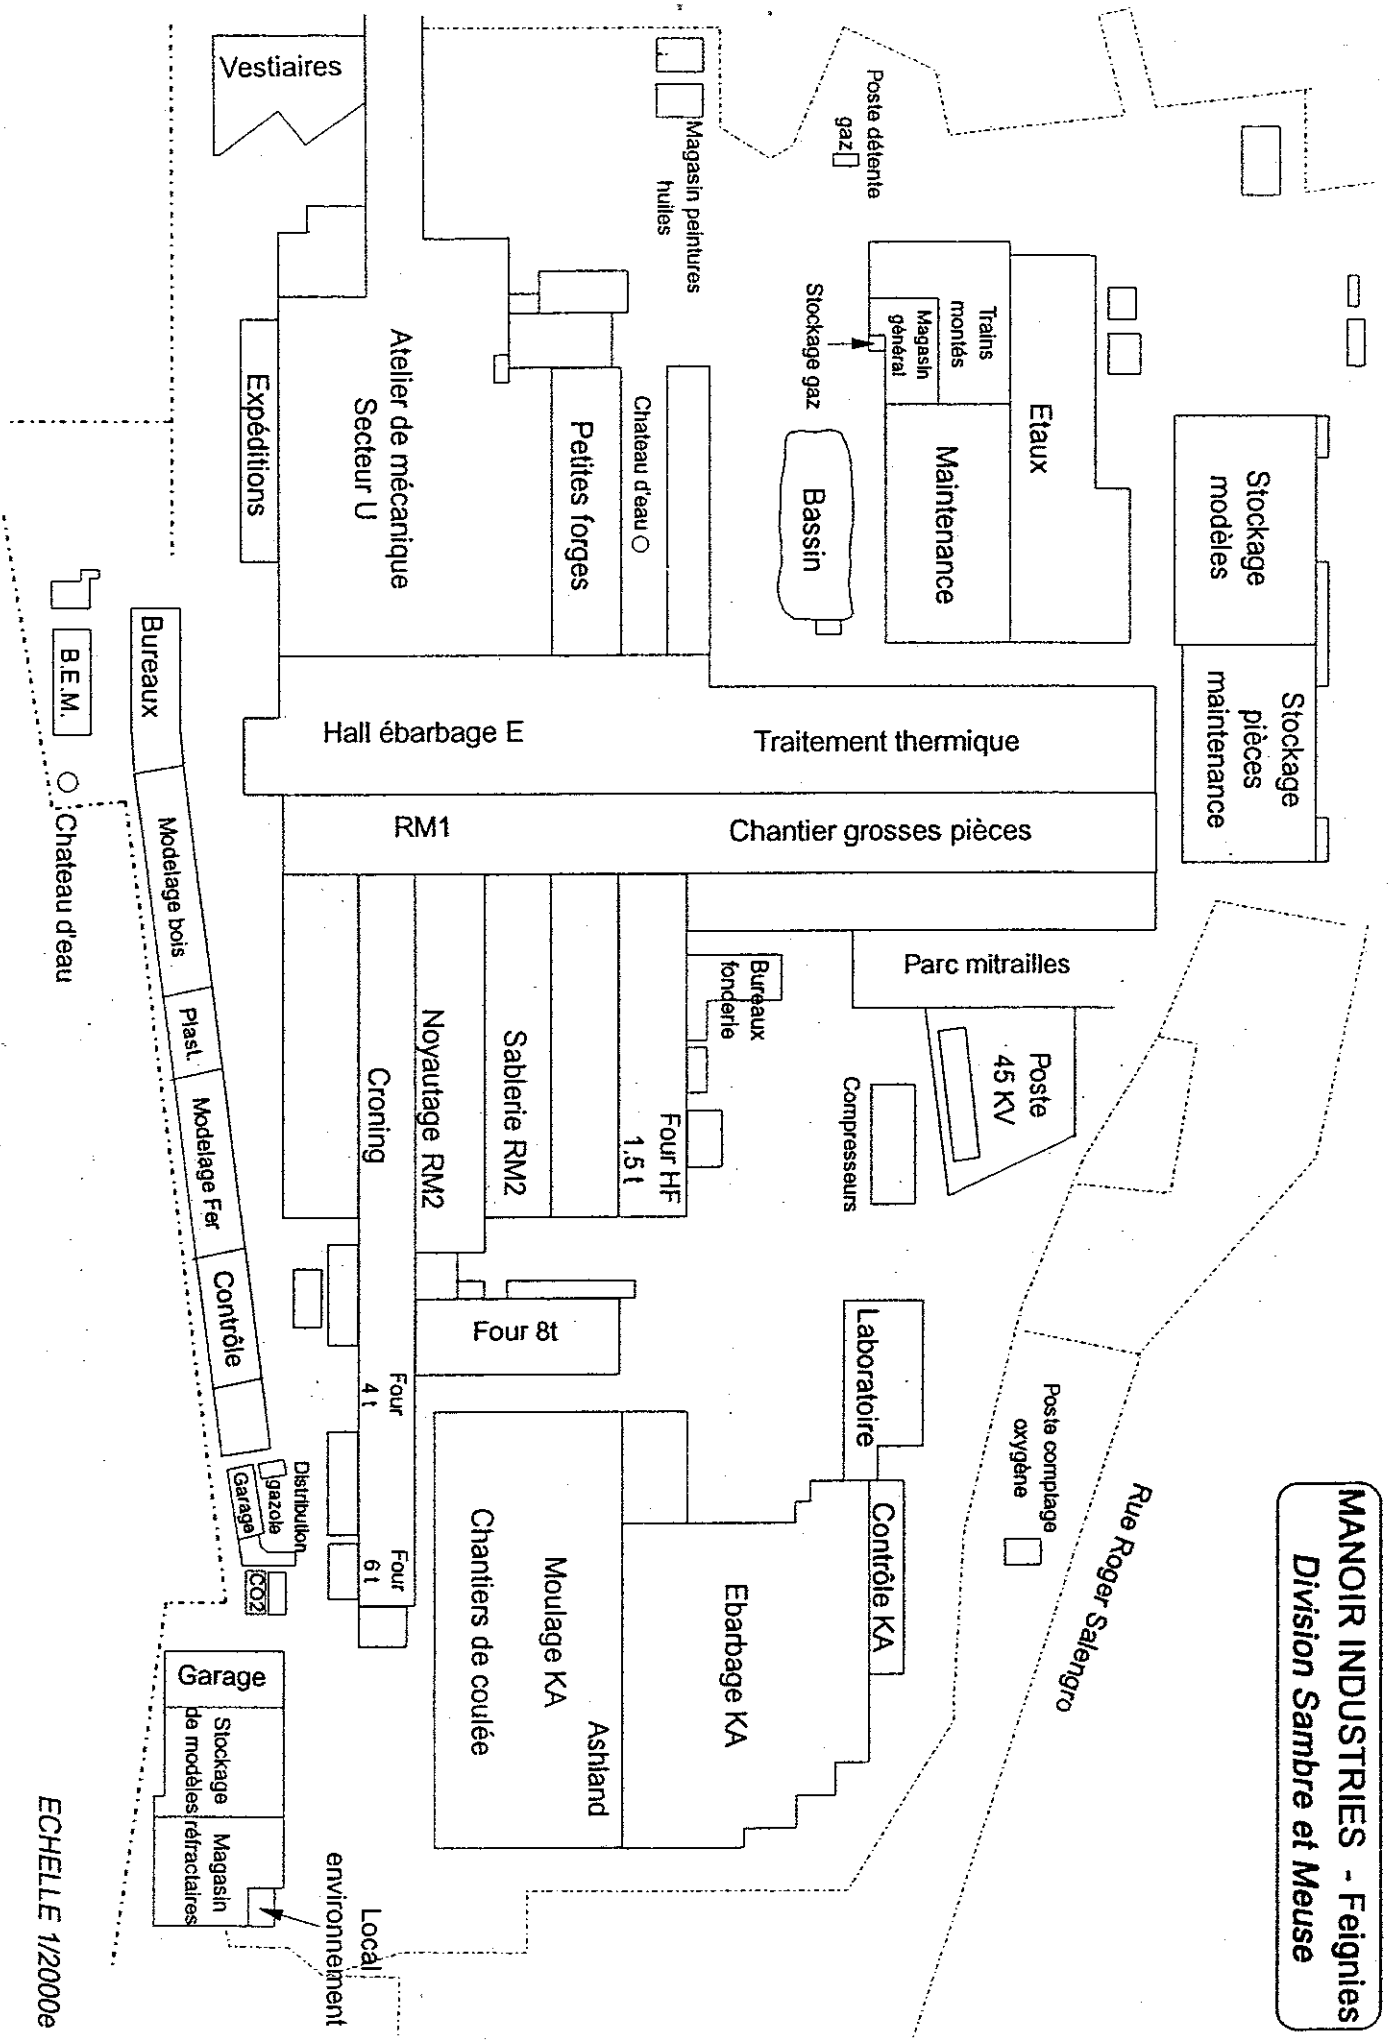 MANOIR INDUSTRIES - Feignies
Division Sambre et Meuse
Vestiaires
Magasin peintures
huiles
Poste détente
gaz
Stockage gaz
Trains
montés
Magasin
général
Etaux
Maintenance
Stockage
modèles
Stockage
pièces
maintenance
Expéditions
Atelier de mécanique
Secteur U
Petites forges
Chateau d'eau
Bassin
Bureaux
B.E.M.
Chateau d'eau
Hall ébarbage E
Traitement thermique
RM1
Chantier grosses pièces
Modelage bois
Plast.
Modelage Fer
Contrôle
Croning
Noyautage RM2
Sablerie RM2
Four HF
1,5 t
Bureaux
fonderie
Parc mitrailles
Poste
45 KV
Compresseurs
Four 8t
Four
4 t
Four
6 t
Laboratoire
Contrôle KA
Ebarbage KA
Moulage KA
Ashland
Chantiers de coulée
Poste comptage
oxygène
Rue Roger Salengro
Distribution
gazole
Garage
CO2
Garage
Stockage
de modèles
Magasin
réfractaires
Local
environnement
ECHELLE 1/2000e